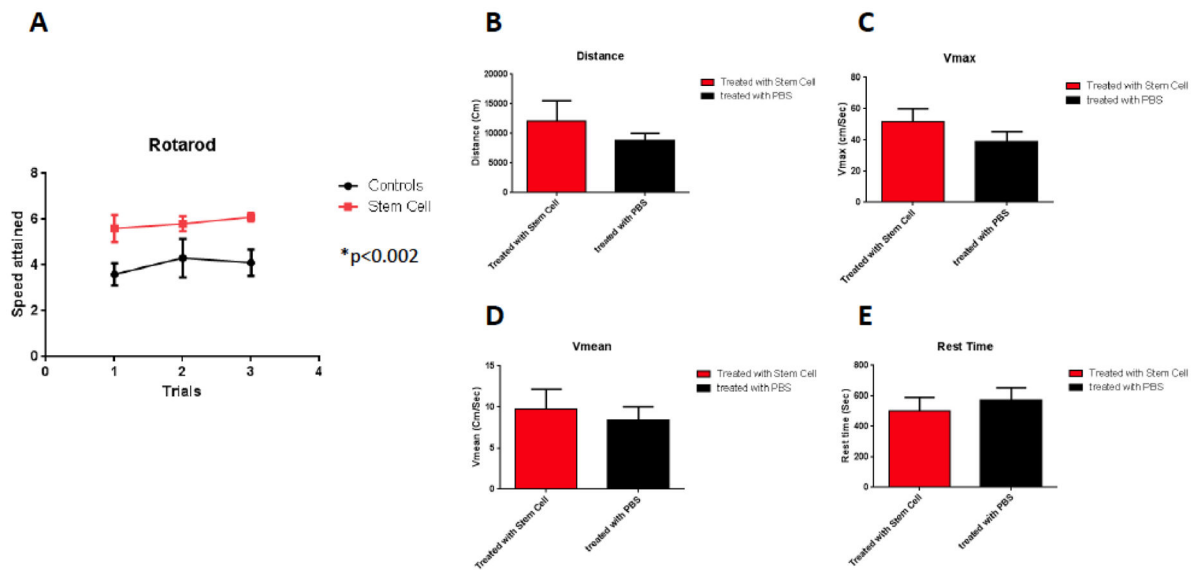 A
Rotarod
Speed attained
8
6
4
2
0
0
1
2
3
4
Trials
Controls
Stem Cell
*p<0.002
B
Distance
Distance (Cm)
20000
15000
10000
5000
0
Treated with Stem Cell
treated with PBS
Treated with Stem Cell
treated with PBS
C
Vmax
Vmax (cm/Sec)
80
60
40
20
0
Treated with Stem Cell
treated with PBS
Treated with Stem Cell
treated with PBS
D
Vmean
Vmean (Cm/Sec)
15
10
5
0
Treated with Stem Cell
treated with PBS
Treated with Stem Cell
treated with PBS
E
Rest Time
Rest time (Sec)
800
600
400
200
0
Treated with Stem Cell
treated with PBS
Treated with Stem Cell
treated with PBS